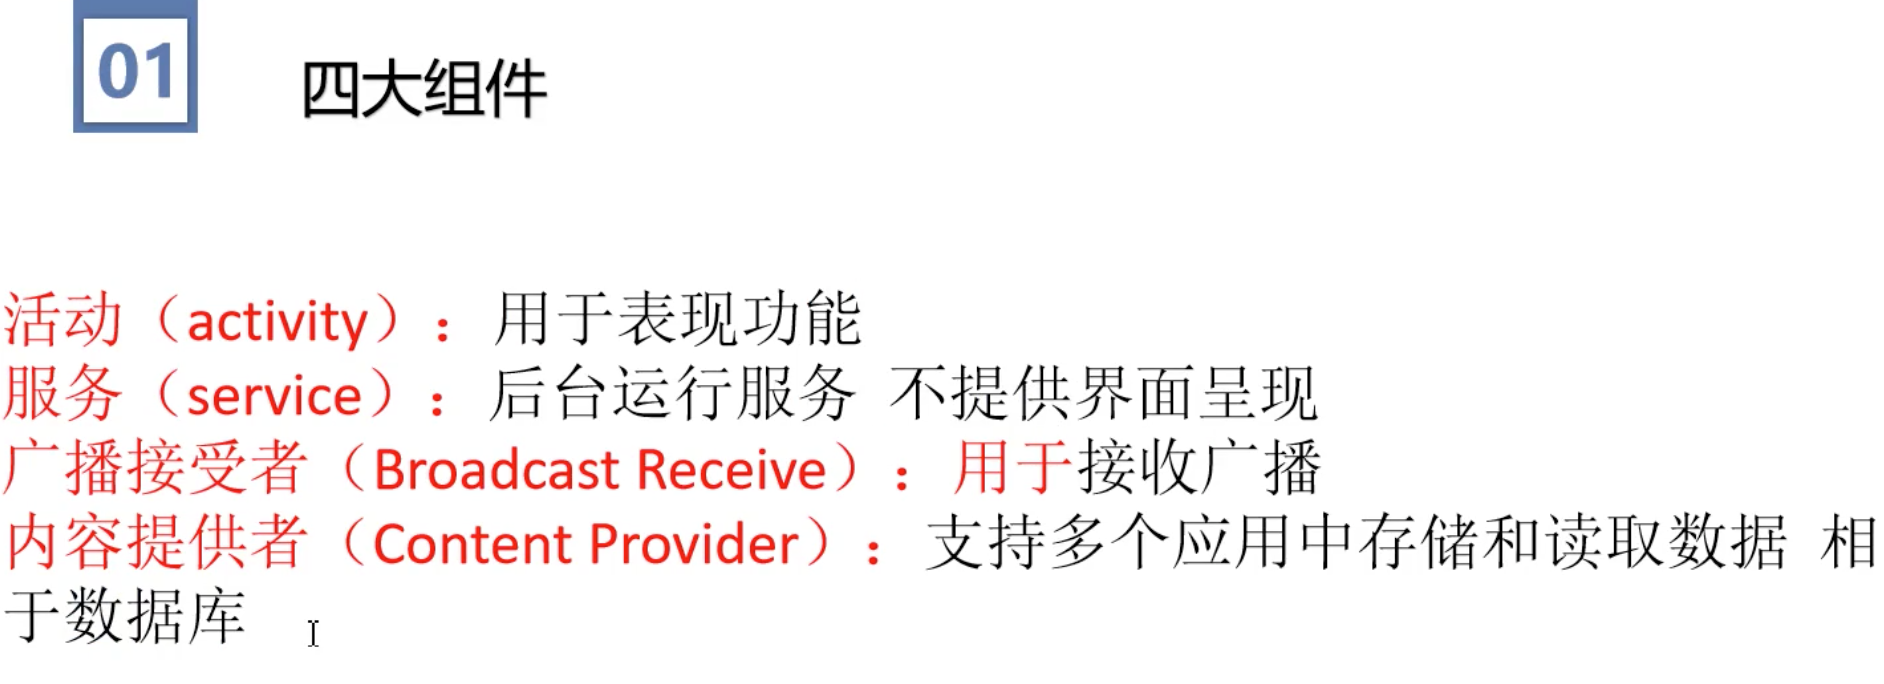 01
四大组件
活动（activity）：用于表现功能
服务（service）：后台运行服务 不提供界面呈现
广播接受者（Broadcast Receive）：用于接收广播
内容提供者（Content Provider）：支持多个应用中存储和读取数据 相
于数据库